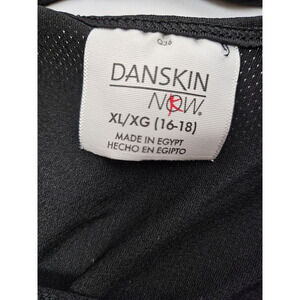 DANSKIN
NOW®
XL/XG (16-18)
MADE IN EGYPT
HECHO EN EGIPTO